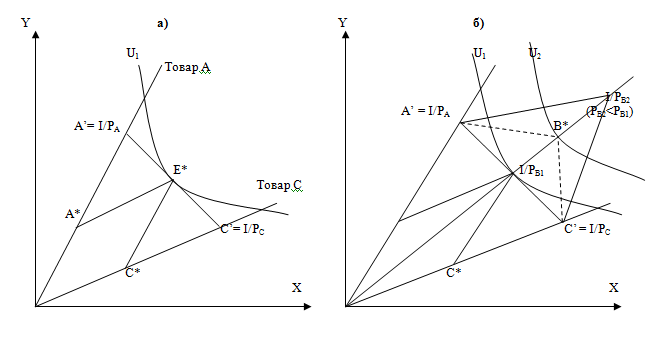 Y
а)
U1
Товар A
A’= I/PA
E*
Товар C
A*
C’= I/PC
C*
X
Y
б)
U1
U2
A’ = I/PA
I/PB2
(PB2<PB1)
B*
I/PB1
C’ = I/PC
C*
X